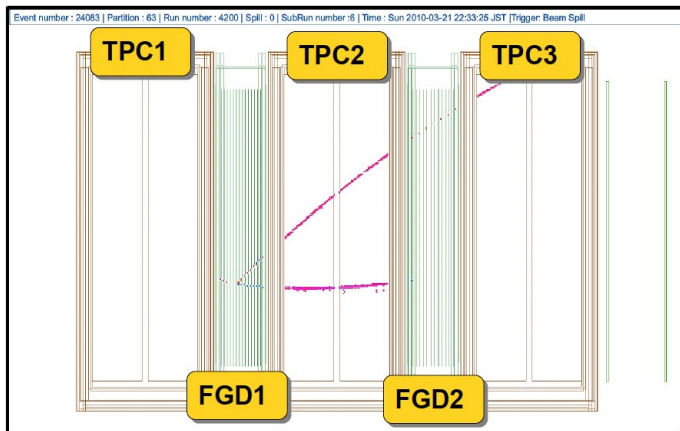 Event number : 24083 | Partition : 63 | Run number : 4200 | Spill : 0 | SubRun number :6 | Time : Sun 2010-03-21 22:33:25 JST |Trigger: Beam Spill
TPC1 TPC2 TPC3
FGD1 FGD2